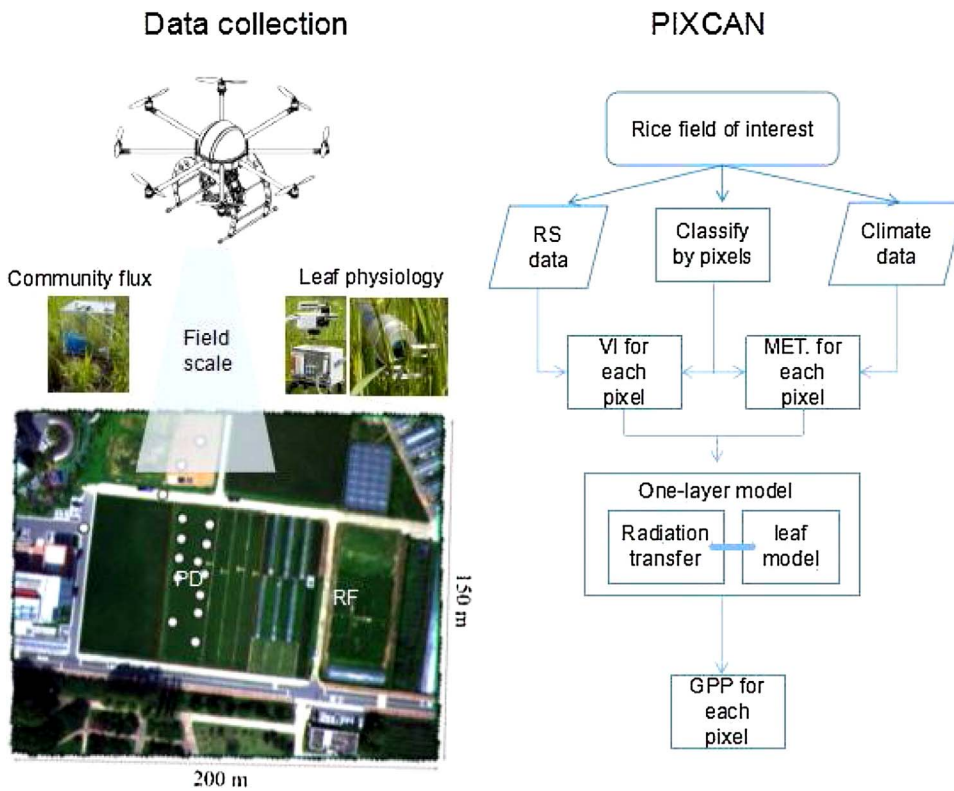 Data collection
Community flux
Leaf physiology
Field
scale
PD
RF
150 m
200 m
PIXCAN
Rice field of interest
RS
data
Classify
by pixels
Climate
data
VI for
each
pixel
MET. for
each
pixel
One-layer model
Radiation
transfer
leaf
model
GPP for
each
pixel